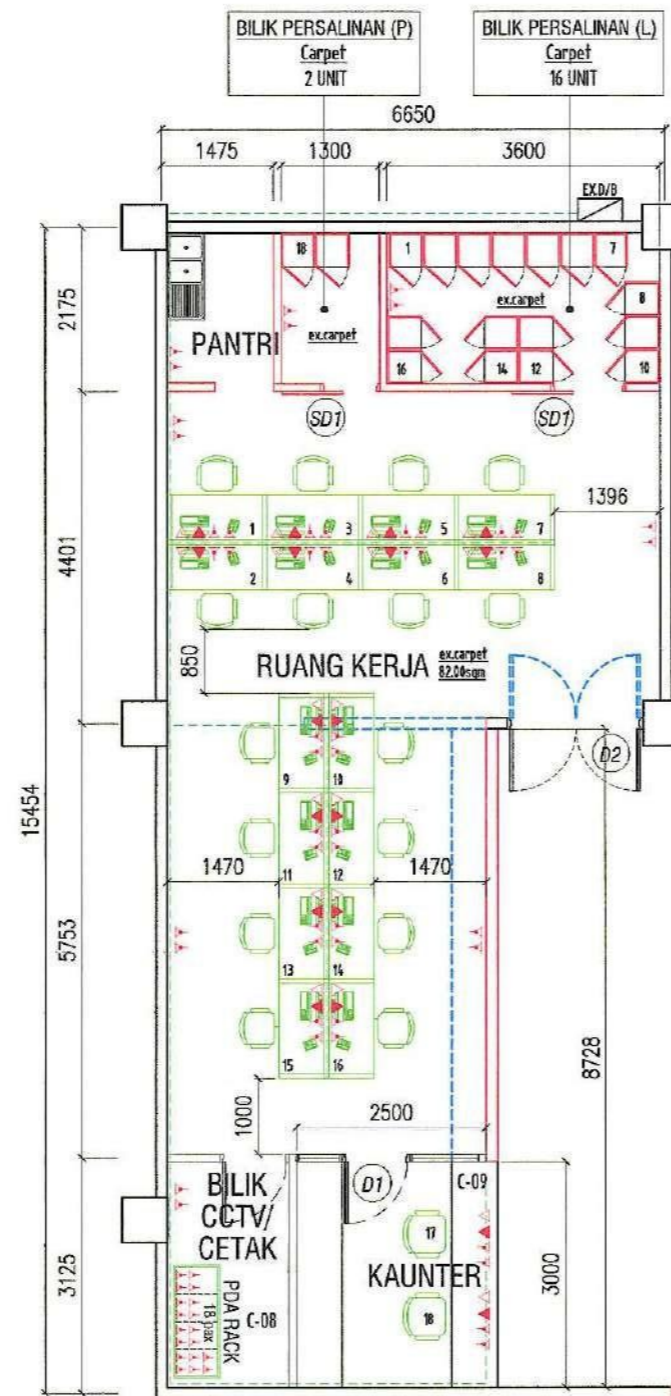 BILIK PERSALINAN (P)
Carpet
2 UNIT
BILIK PERSALINAN (L)
Carpet
16 UNIT
6650
1475
1300
3600
EX.D/B
18
1
7
8
ex.carpet
ex.carpet
2175
PANTRI
16
14
12
10
SD1
SD1
1396
1
3
5
7
4401
2
4
6
8
850
RUANG KERJA
ex.carpet
82.00sqm
D2
9
10
15454
1470
11
12
1470
5753
13
14
8728
15
16
1000
2500
BILIK
CCTV/
CETAK
D1
C-09
17
KAUNTER
3125
3000
PDA RACK
18 pax
C-08
18